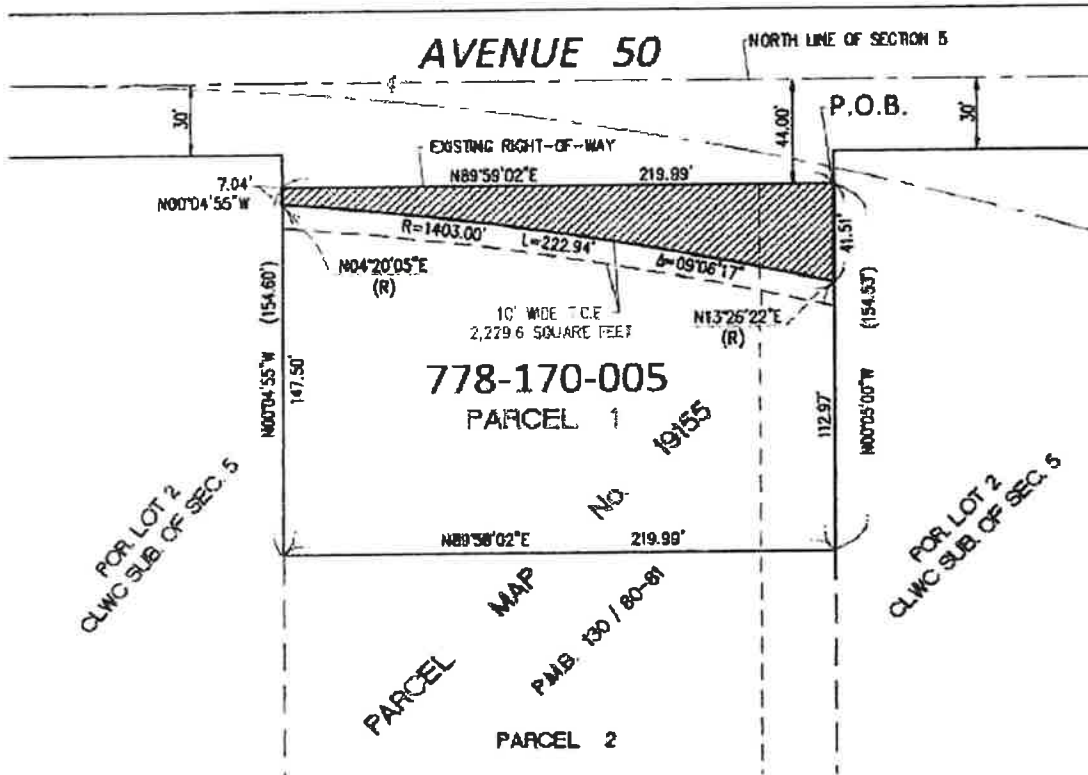 AVENUE 50
NORTH LINE OF SECTION 5
30'
44.00'
P.O.B.
30'
EXISTING RIGHT-OF-WAY
N89°59'02"E 219.99'
7.04'
N00°04'55"W
R=1403.00'
L=222.94'
Δ=09°06'17"
41.51'
N04°20'05"E
(R)
N13°26'22"E
(R)
10' WIDE T.C.E
2,229.6 SQUARE FEET
(154.60')
N00°04'55"W
147.50'
(154.53')
N00°05'00"W
112.97'
778-170-005
PARCEL 1
N89°58'02"E 219.99'
POR. LOT 2
CLWC SUB. OF SEC. 5
POR. LOT 2
CLWC SUB. OF SEC. 5
PARCEL MAP No. 19155
P.M.B. 130 / 80-81
PARCEL 2